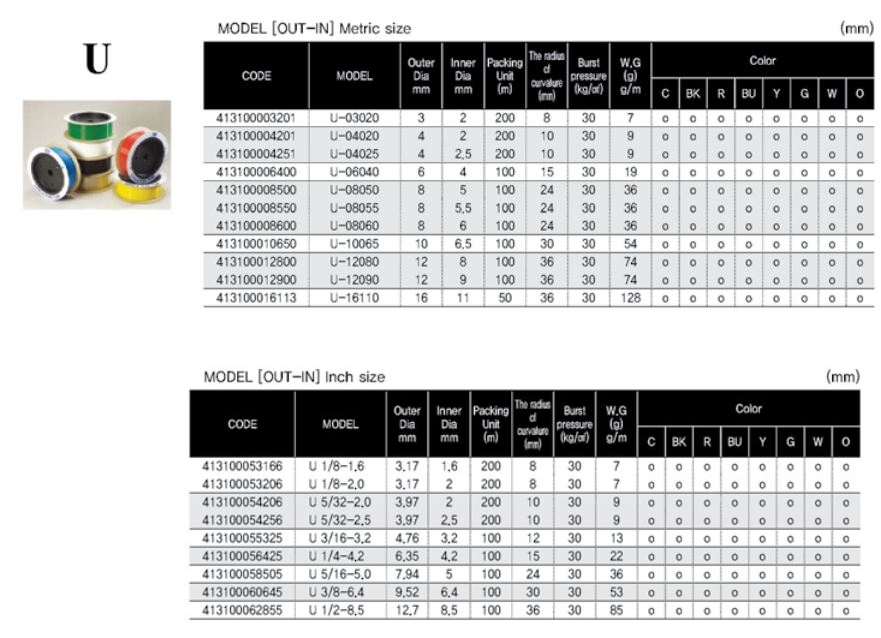 MODEL [OUT-IN] Metric size (mm)
U
CODE MODEL Outer Dia mm Inner Dia mm Packing Unit (m) The radius of curvature (mm) Burst pressure (kg/㎠) W.G (g) g/m Color
C BK R BU Y G W O
413100003201 U-03020 3 2 200 8 30 7 o o o o o o o o
413100004201 U-04020 4 2 200 10 30 9 o o o o o o o o
413100004251 U-04025 4 2.5 200 10 30 9 o o o o o o o o
413100006400 U-06040 6 4 100 15 30 19 o o o o o o o o
413100008500 U-08050 8 5 100 24 30 36 o o o o o o o o
413100008550 U-08055 8 5.5 100 24 30 36 o o o o o o o o
413100008600 U-08060 8 6 100 24 30 36 o o o o o o o o
413100010650 U-10065 10 6.5 100 30 30 54 o o o o o o o o
413100012800 U-12080 12 8 100 36 30 74 o o o o o o o o
413100012900 U-12090 12 9 100 36 30 74 o o o o o o o o
413100016113 U-16110 16 11 50 36 30 128 o o o o o o o o
MODEL [OUT-IN] Inch size (mm)
CODE MODEL Outer Dia mm Inner Dia mm Packing Unit (m) The radius of curvature (mm) Burst pressure (kg/㎠) W.G (g) g/m Color
C BK R BU Y G W O
413100053166 U 1/8-1.6 3.17 1.6 200 8 30 7 o o o o o o o o
413100053206 U 1/8-2.0 3.17 2 200 8 30 7 o o o o o o o o
413100054206 U 5/32-2.0 3.97 2 200 10 30 9 o o o o o o o o
413100054256 U 5/32-2.5 3.97 2.5 200 10 30 9 o o o o o o o o
413100055325 U 3/16-3.2 4.76 3.2 100 12 30 13 o o o o o o o o
413100056425 U 1/4-4.2 6.35 4.2 100 15 30 22 o o o o o o o o
413100058505 U 5/16-5.0 7.94 5 100 24 30 36 o o o o o o o o
413100060645 U 3/8-6.4 9.52 6.4 100 30 30 53 o o o o o o o o
413100062855 U 1/2-8.5 12.7 8.5 100 36 30 85 o o o o o o o o